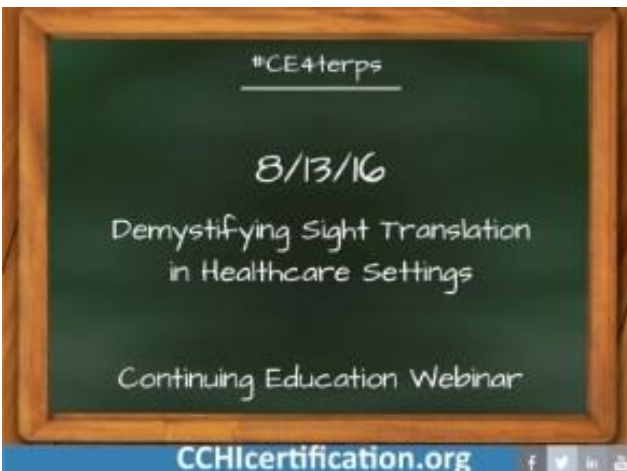 #CE4terps
8/13/16
Demystifying Sight Translation
in Healthcare Settings
Continuing Education Webinar
CCHIcertification.org